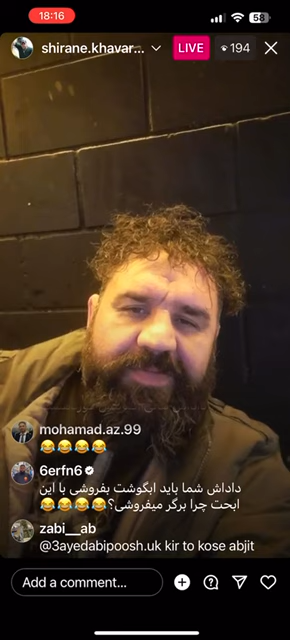 18:16
58
shirane.khavar...
LIVE
194
mohamad.az.99
😂😂😂😂
6erfn6
داداش شما باید ابگوشت بفروشی با این
ابحت چرا برگر میفروشی؟😂😂😂😂
zabi__ab
@3ayedabipoosh.uk kir to kose abjit
Add a comment...